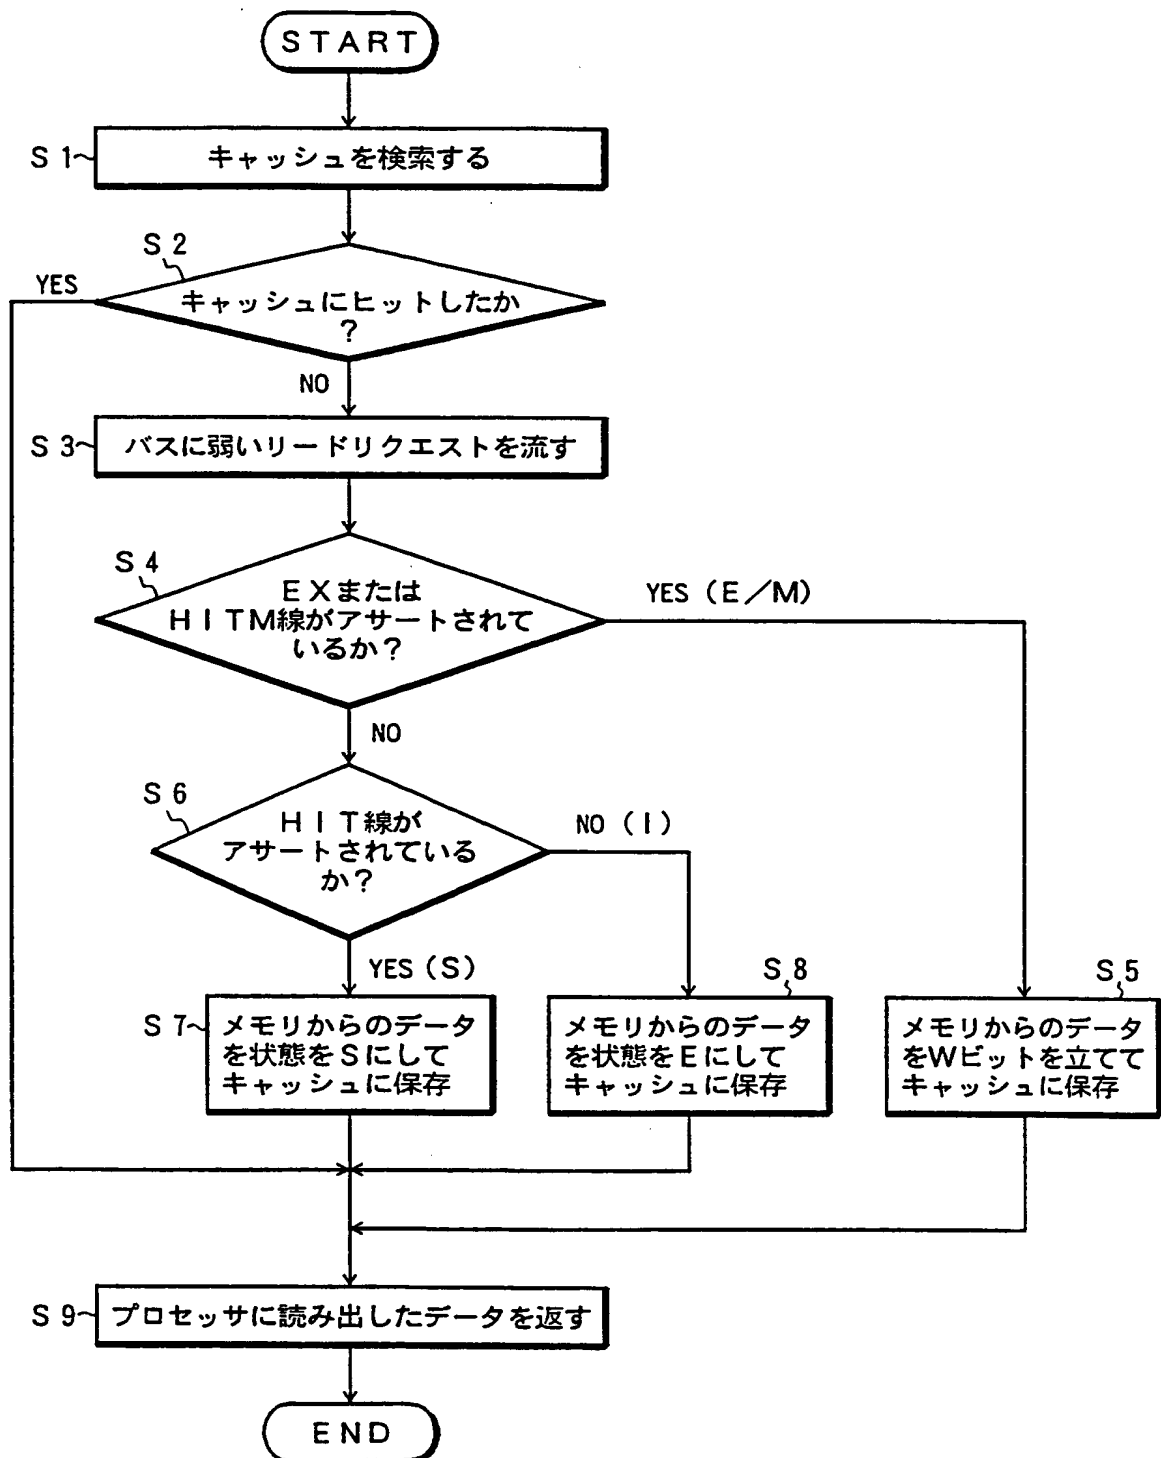 START
S1
キャッシュを検索する
S2
YES
キャッシュにヒットしたか
?
NO
S3
バスに弱いリードリクエストを流す
S4
EXまたは
HITM線がアサートされて
いるか?
YES (E/M)
NO
S6
HIT線が
アサートされている
か?
NO (I)
YES (S)
S7
メモリからのデータ
を状態をSにして
キャッシュに保存
S8
メモリからのデータ
を状態をEにして
キャッシュに保存
S5
メモリからのデータ
をWビットを立てて
キャッシュに保存
S9
プロセッサに読み出したデータを返す
END